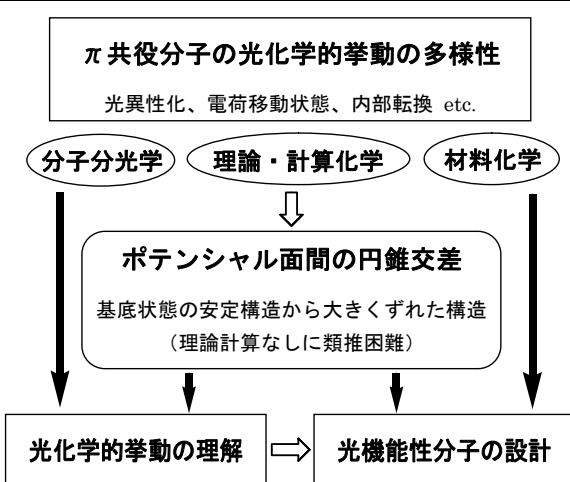 π共役分子の光化学的挙動の多様性
光異性化、電荷移動状態、内部転換 etc.
分子分光学
理論・計算化学
材料化学
ポテンシャル面間の円錐交差
基底状態の安定構造から大きくずれた構造
（理論計算なしに類推困難）
光化学的挙動の理解
光機能性分子の設計